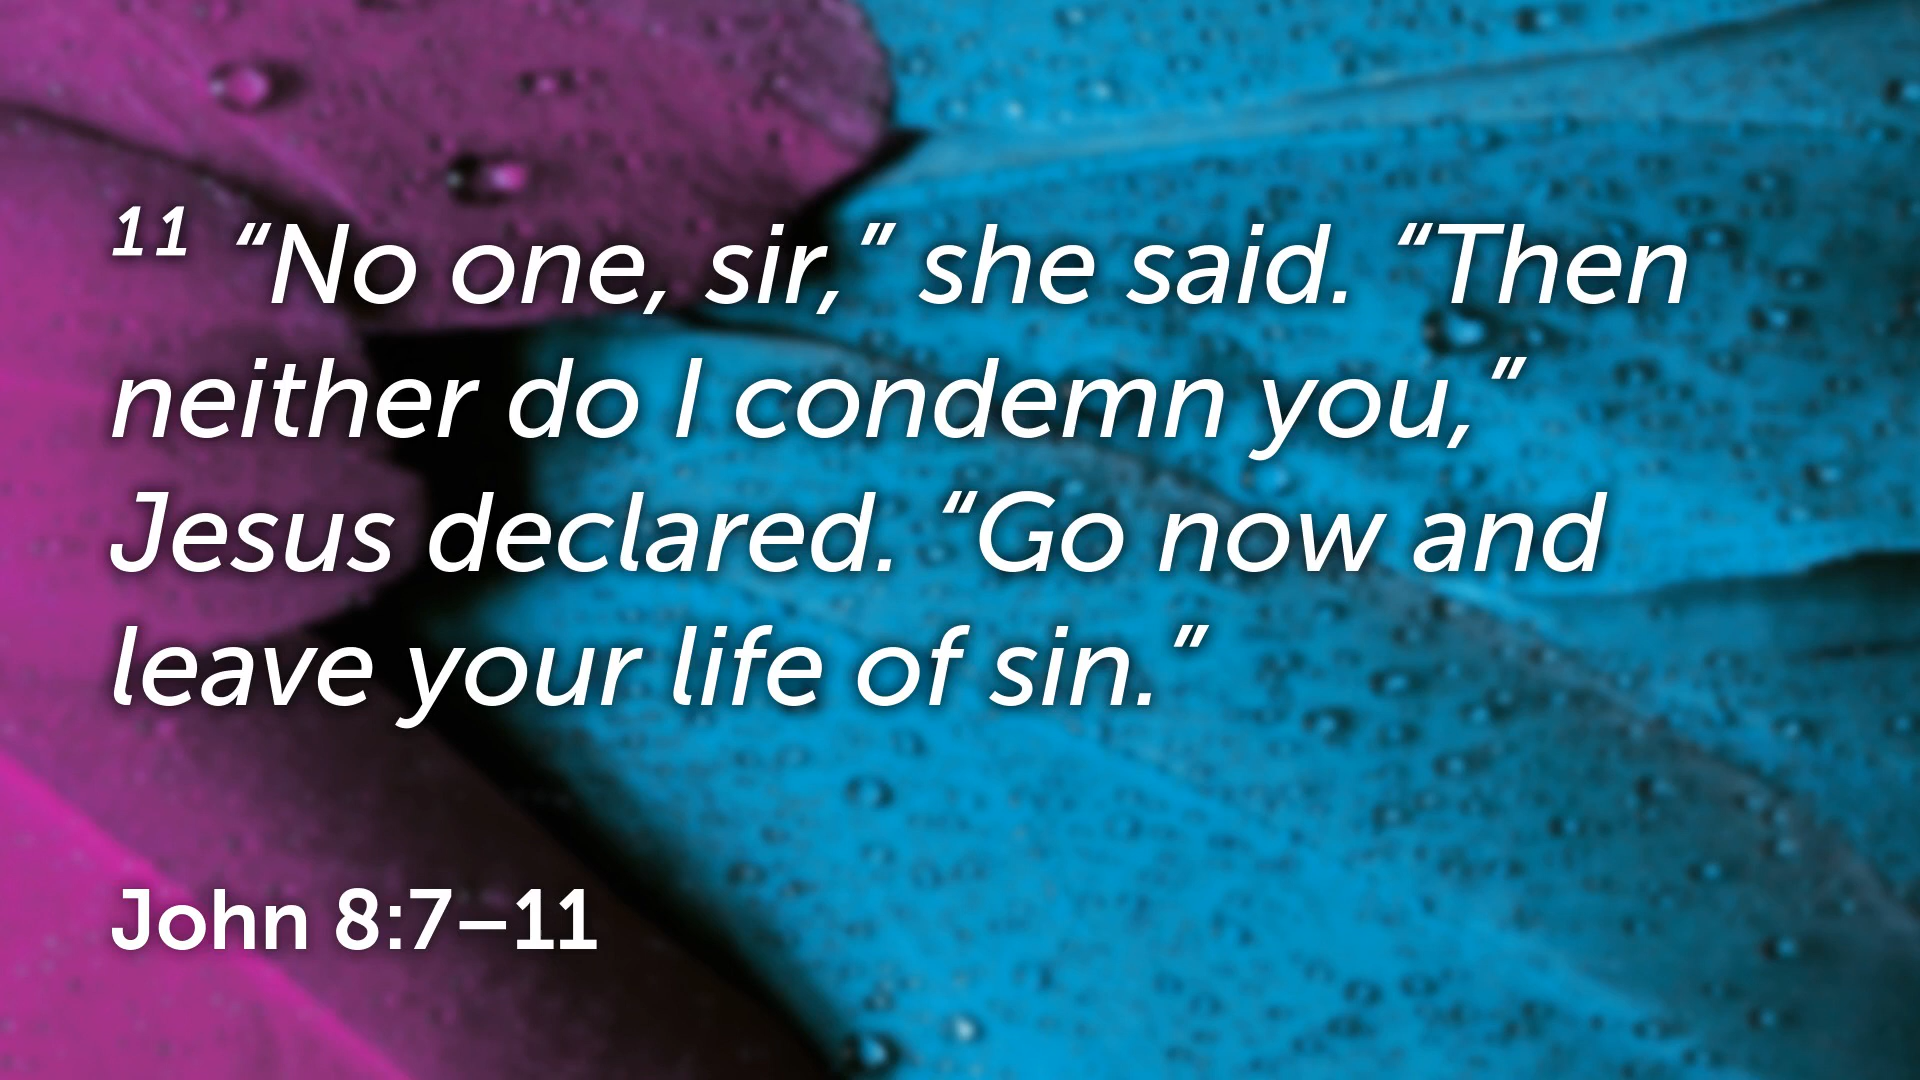 11 “No one, sir,” she said. “Then
neither do I condemn you,”
Jesus declared. “Go now and
leave your life of sin.”
John 8:7–11